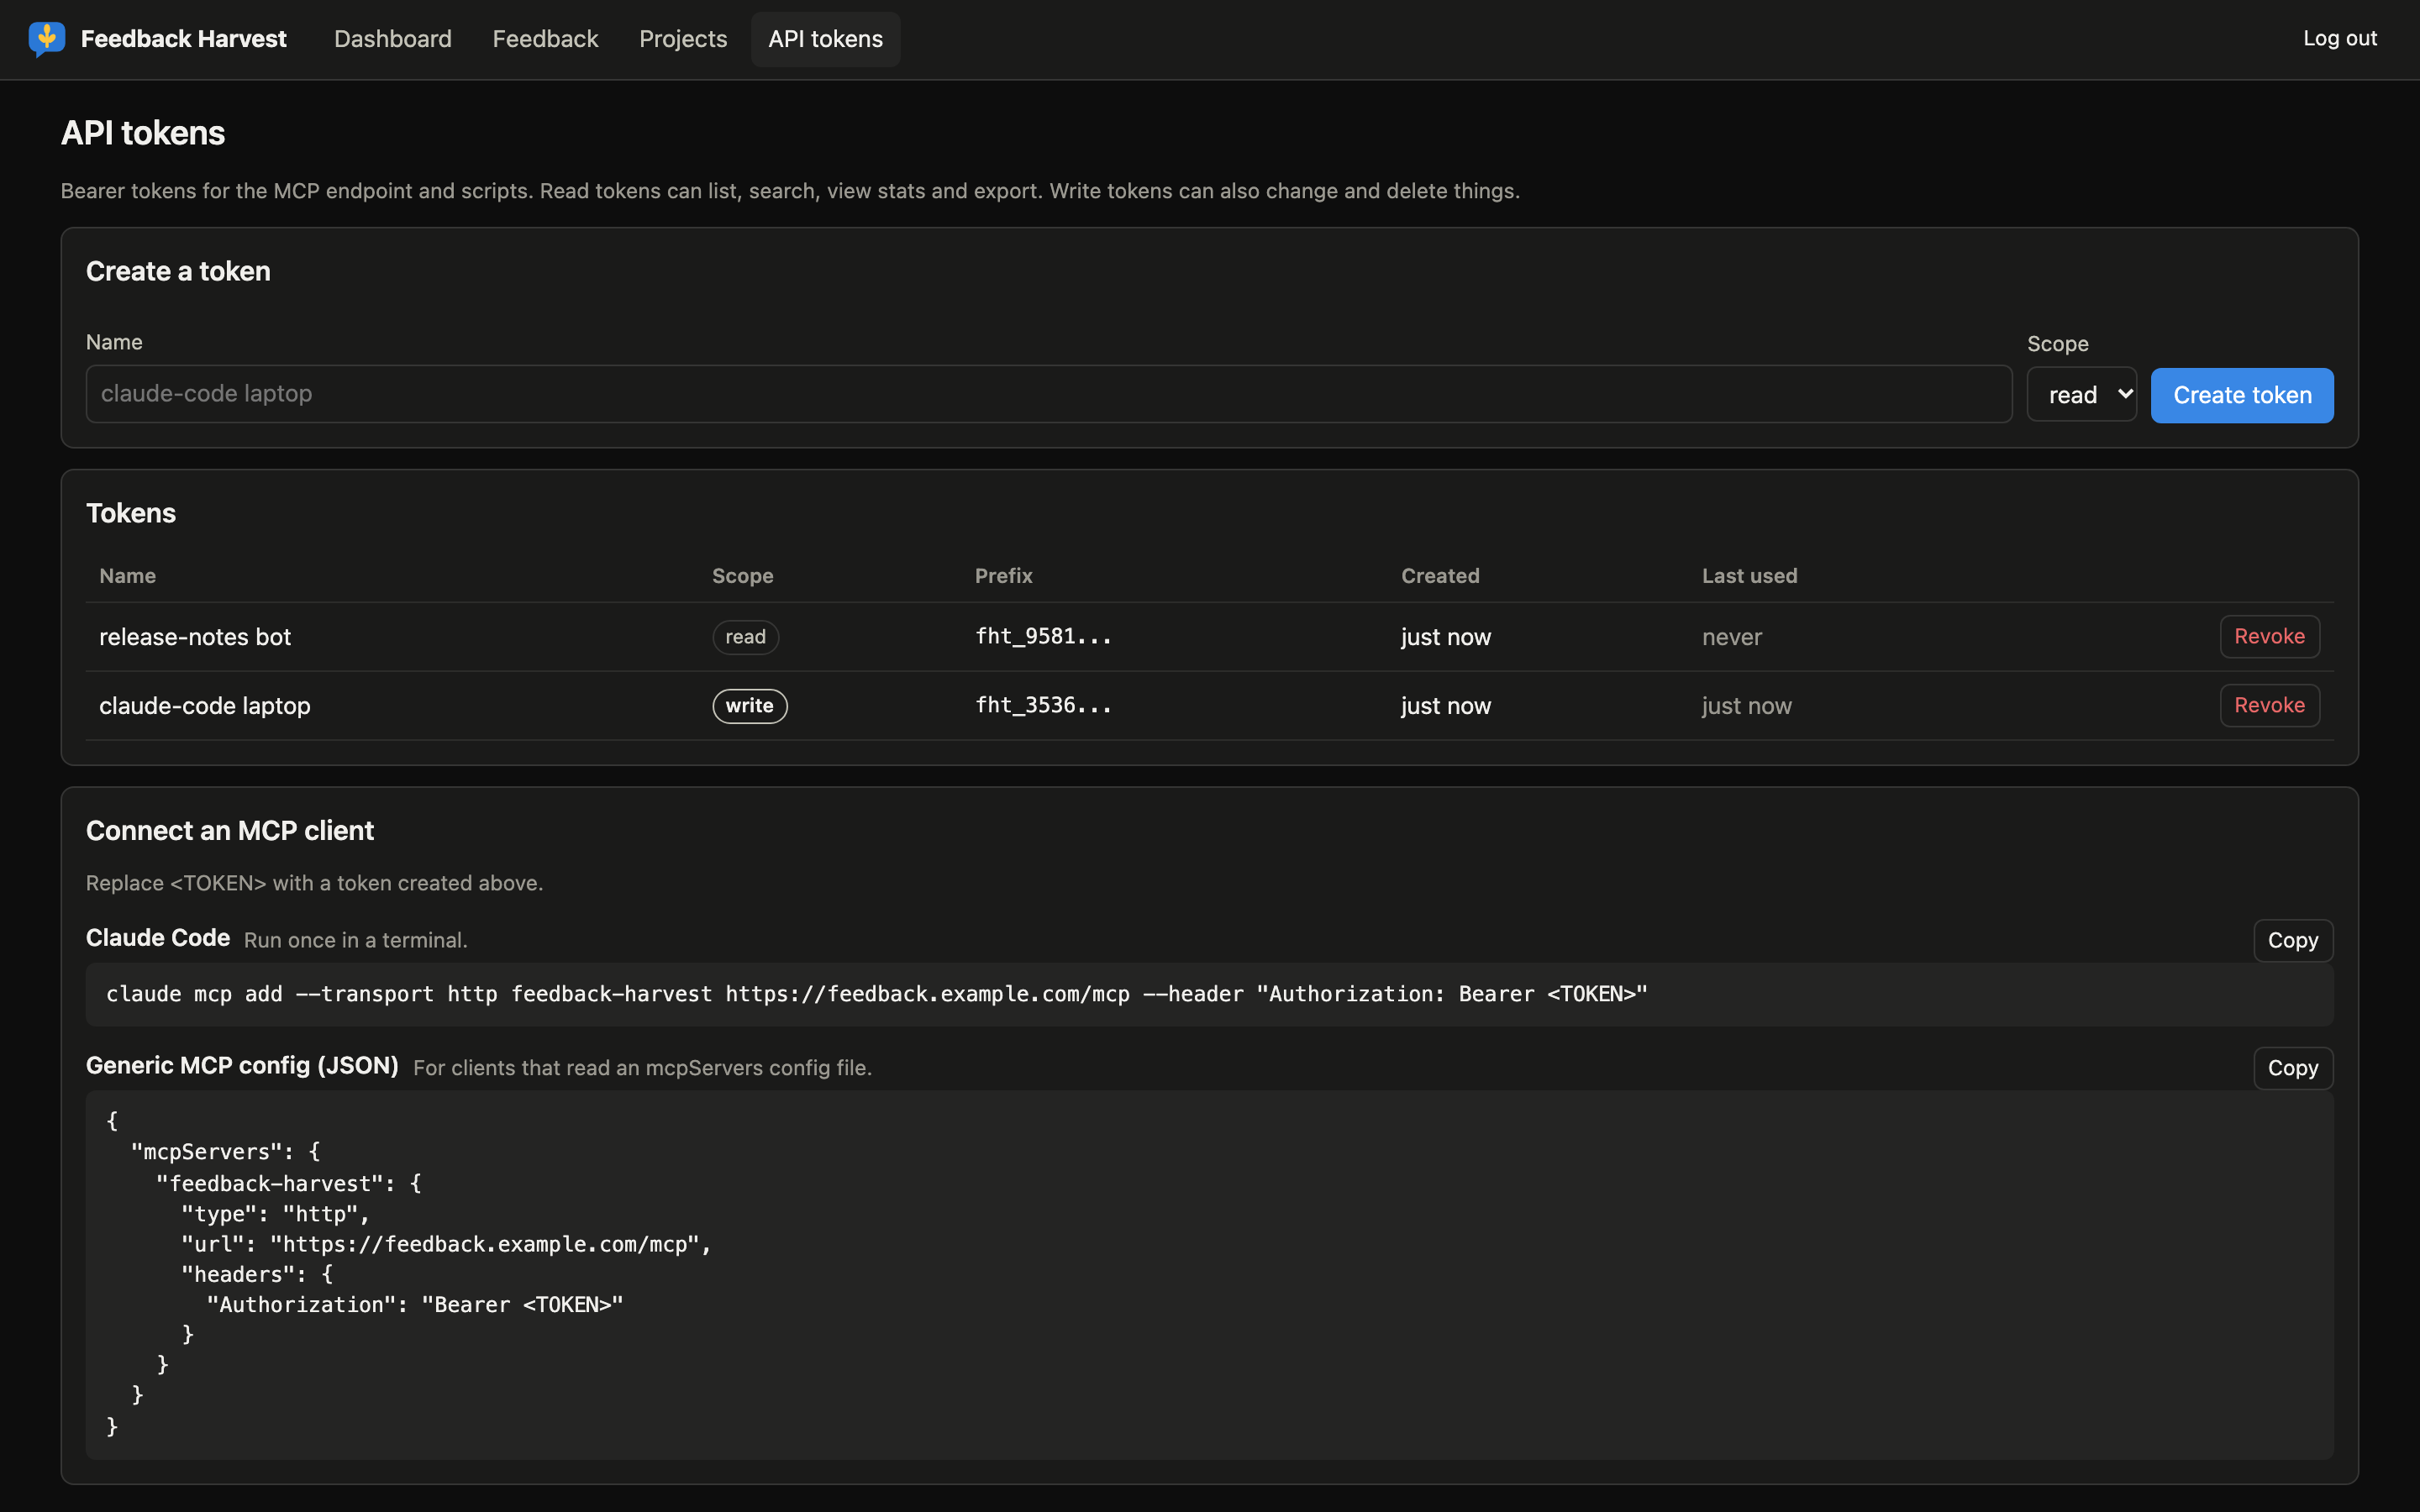 Feedback Harvest Dashboard Feedback Projects API tokens Log out
API tokens
Bearer tokens for the MCP endpoint and scripts. Read tokens can list, search, view stats and export. Write tokens can also change and delete things.
Create a token
Name Scope
claude-code laptop read Create token
Tokens
Name Scope Prefix Created Last used
release-notes bot read fht_9581... just now never Revoke
claude-code laptop write fht_3536... just now just now Revoke
Connect an MCP client
Replace <TOKEN> with a token created above.
Claude Code Run once in a terminal. Copy
claude mcp add --transport http feedback-harvest https://feedback.example.com/mcp --header "Authorization: Bearer <TOKEN>"
Generic MCP config (JSON) For clients that read an mcpServers config file. Copy
{
  "mcpServers": {
    "feedback-harvest": {
      "type": "http",
      "url": "https://feedback.example.com/mcp",
      "headers": {
        "Authorization": "Bearer <TOKEN>"
      }
    }
  }
}